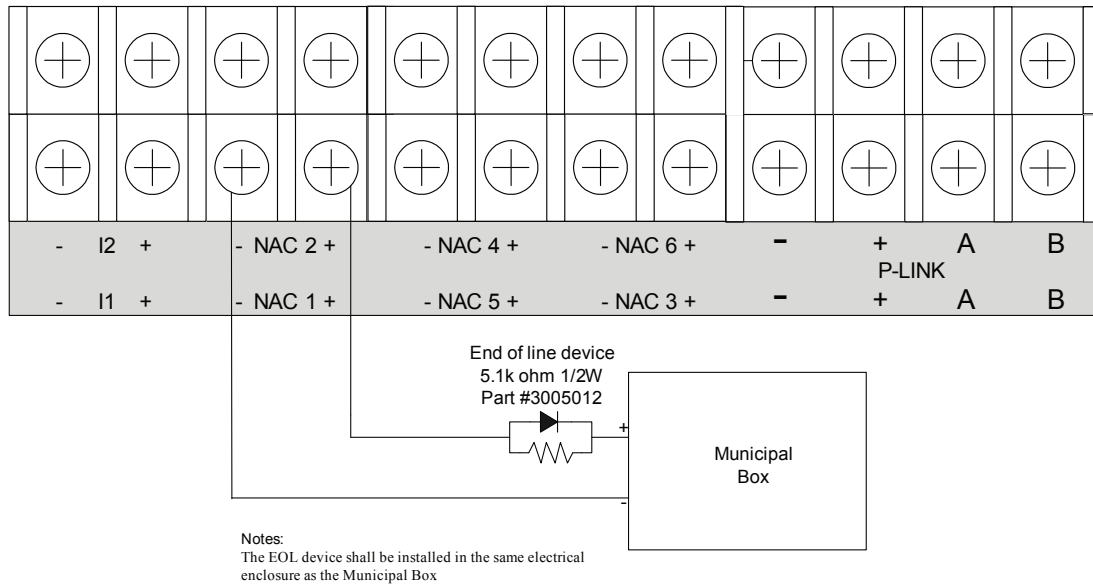 - I2 + - NAC 2 + - NAC 4 + - NAC 6 + - + A B
P-LINK
- I1 + - NAC 1 + - NAC 5 + - NAC 3 + - + A B
End of line device
5.1k ohm 1/2W
Part #3005012
+
Municipal
Box
-
Notes:
The EOL device shall be installed in the same electrical
enclosure as the Municipal Box